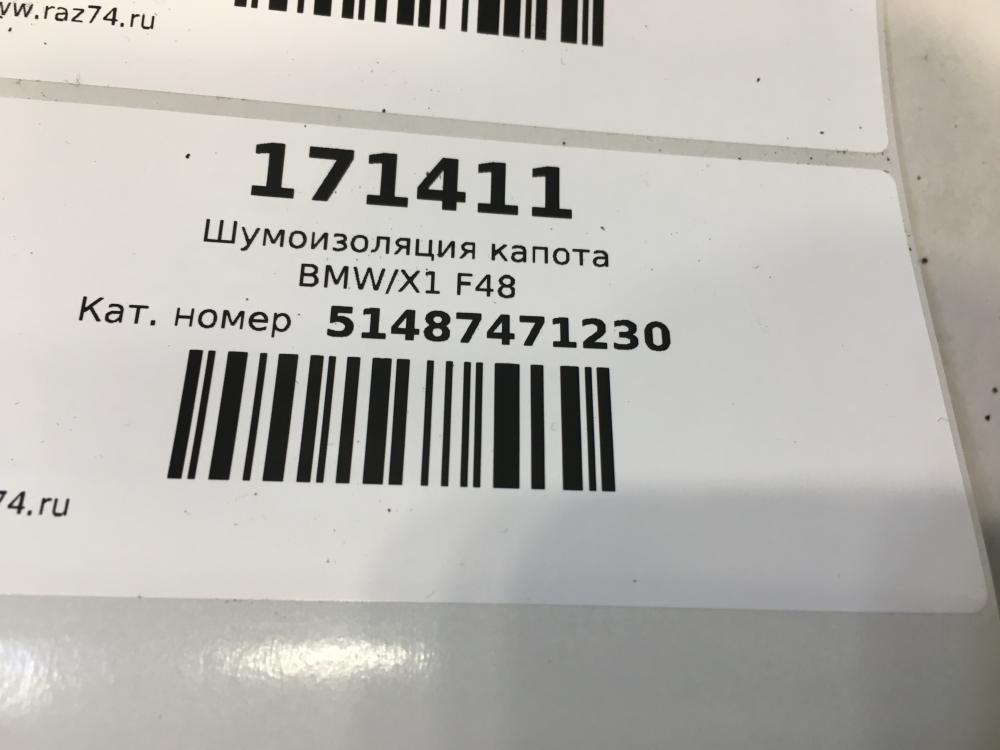 www.raz74.ru
171411
Шумоизоляция капота
BMW/X1 F48
Кат. номер 51487471230
74.ru